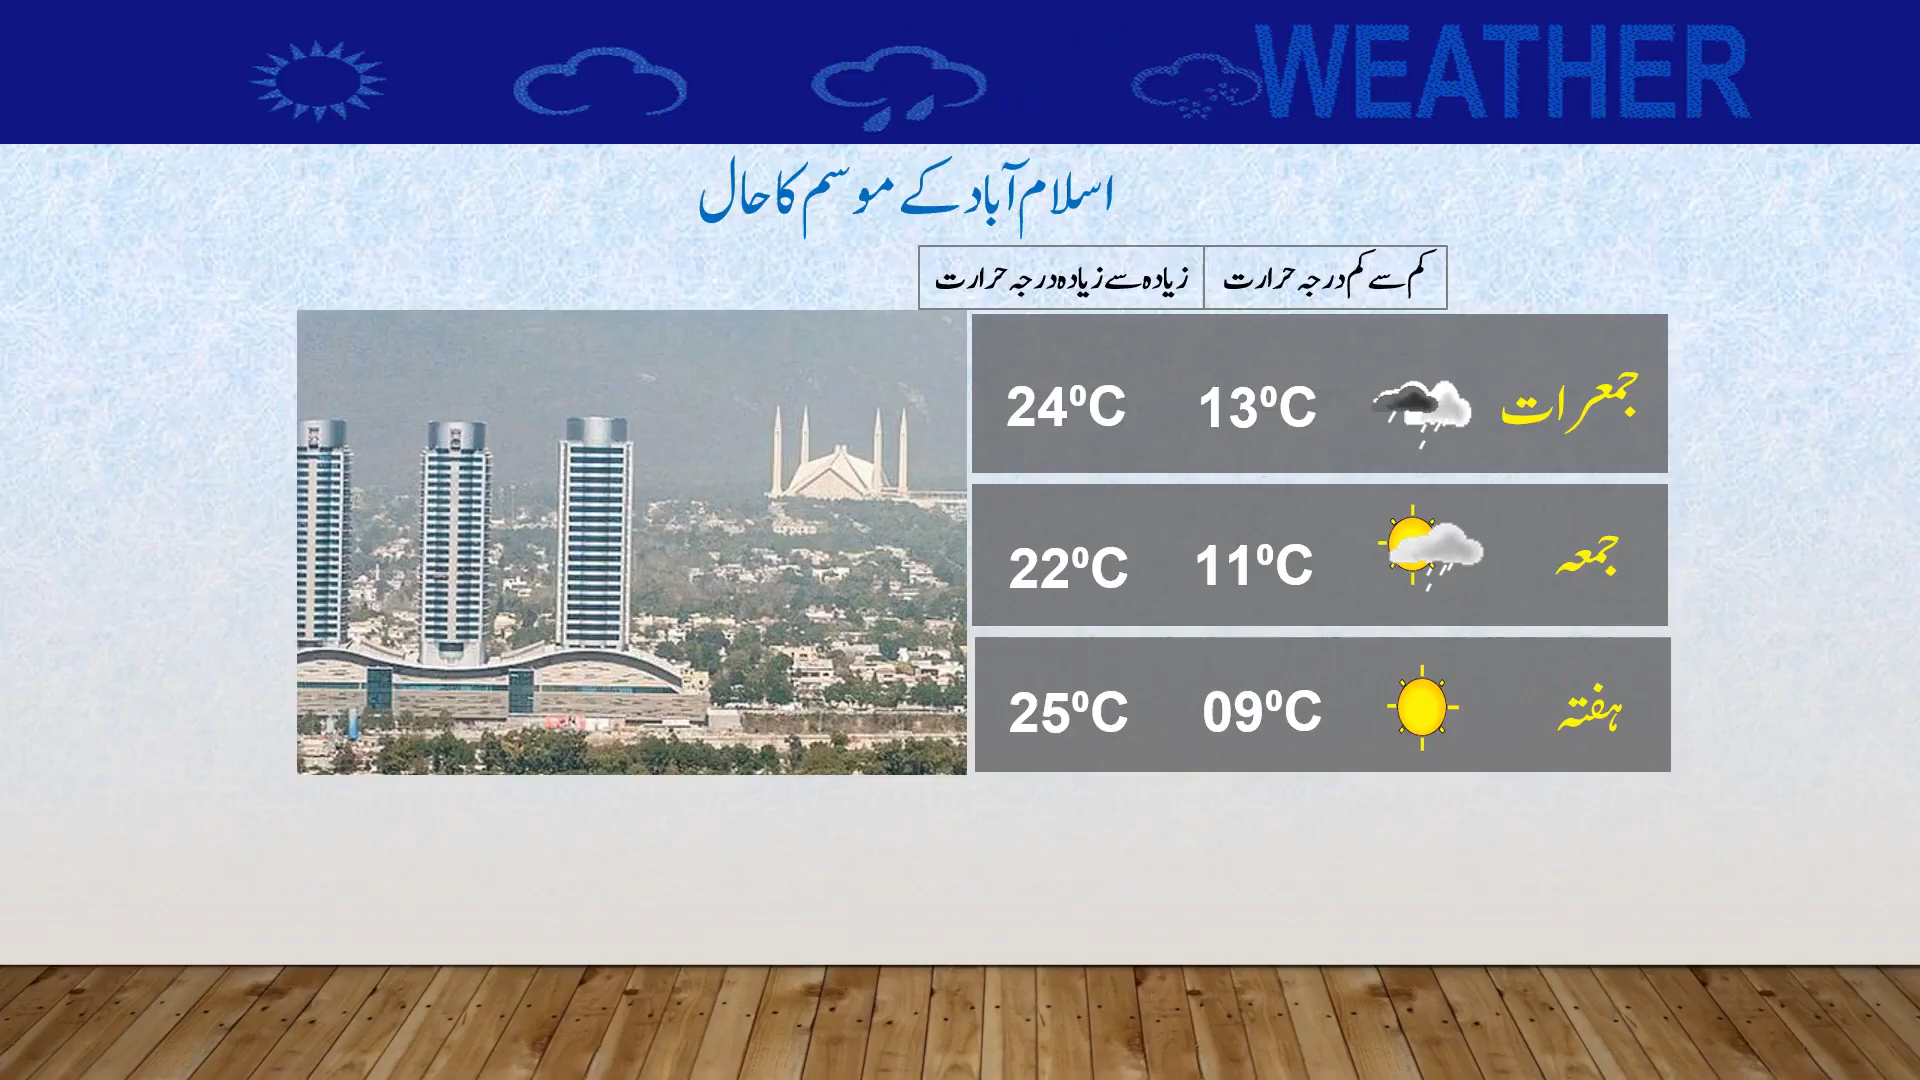 WEATHER
اسلام آباد کے موسم کا حال
کم سے کم درجہ حرارت زیادہ سے زیادہ درجہ حرارت
جمعرات 13⁰C 24⁰C
جمعہ 11⁰C 22⁰C
ہفتہ 09⁰C 25⁰C